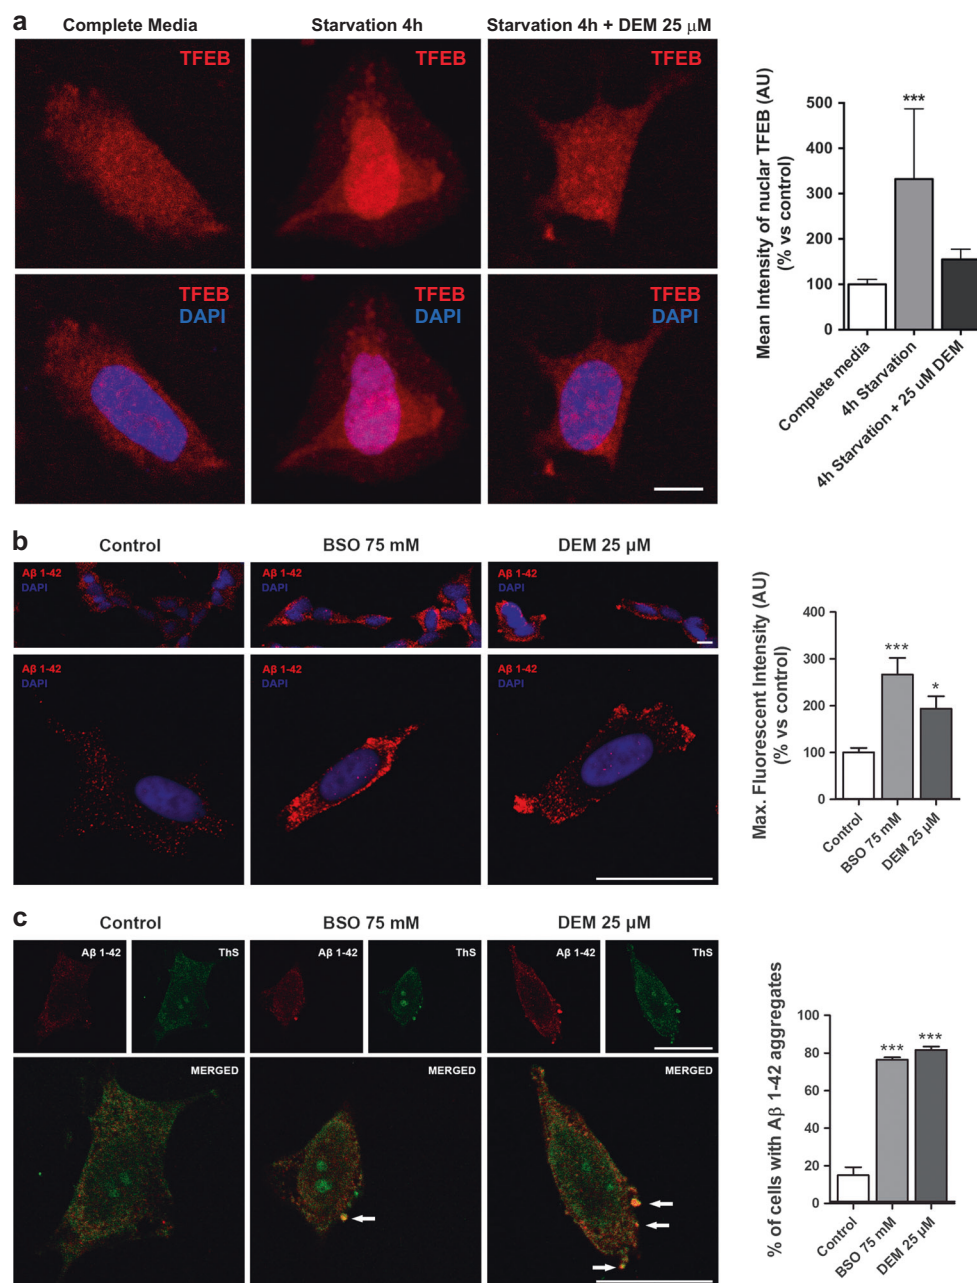 a
Complete Media
Starvation 4h
Starvation 4h + DEM 25 µM
TFEB
TFEB
TFEB
TFEB
DAPI
TFEB
DAPI
TFEB
DAPI
Mean Intensity of nuclar TFEB (AU)
(% vs control)
500
400
300
200
100
0
***
Complete media
4h Starvation
4h Starvation + 25 uM DEM
b
Control
BSO 75 mM
DEM 25 µM
Aβ 1-42
DAPI
Aβ 1-42
DAPI
Aβ 1-42
DAPI
Aβ 1-42
DAPI
Aβ 1-42
DAPI
Aβ 1-42
DAPI
Max. Fluorescent Intensity (AU)
(% vs control)
400
300
200
100
0
***
*
Control
BSO 75 mM
DEM 25 µM
c
Control
BSO 75 mM
DEM 25 µM
Aβ 1-42
ThS
Aβ 1-42
ThS
Aβ 1-42
ThS
MERGED
MERGED
MERGED
% of cells with Aβ 1-42 aggregates
100
80
60
40
20
0
***
***
Control
BSO 75 mM
DEM 25 µM